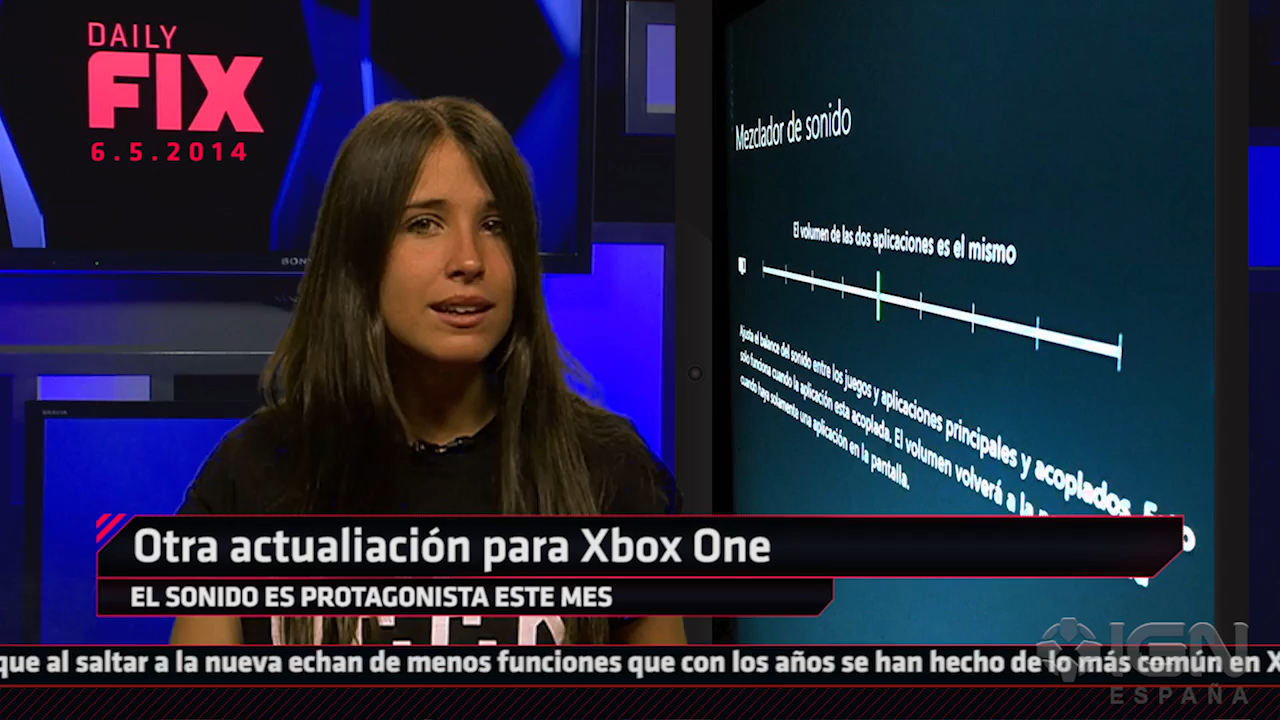 DAILY
FIX
6.5.2014
SONY
BRAVIA
Mezclador de sonido
El volumen de las dos aplicaciones es el mismo
Ajusta el balance del sonido entre los juegos y aplicaciones principales y acoplados.
solo funciona cuando la aplicación esta acoplada. El volumen volverá a la
cuando haya solamente una aplicación en la pantalla.
Otra actualiación para Xbox One
EL SONIDO ES PROTAGONISTA ESTE MES
que al saltar a la nueva echan de menos funciones que con los años se han hecho de lo más común en X
IGN
ESPAÑA